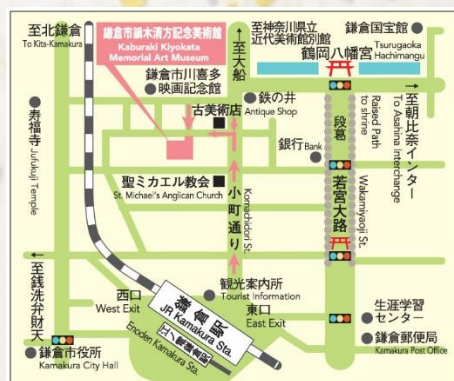 至北鎌倉
To Kita-Kamakura
鎌倉市鏑木清方記念美術館
Kaburaki Kiyokata
Memorial Art Museum
至大船
至神奈川県立
近代美術館別館
鎌倉国宝館
鶴岡八幡宮
Tsurugaoka
Hachimangu
鎌倉市川喜多
映画記念館
古美術店
鉄の井
Antique Shop
寿福寺 Jufukuji Temple
銀行 Bank
段葛
Raised Path
to shrine
至朝比奈インター
To Asahina Interchange
聖ミカエル教会
St. Michael's Anglican Church
小町通り
Komachidori St.
若宮大路
Wakamiyaoji St.
至銭洗弁財天
西口
West Exit
鎌倉駅
JR Kamakura Sta.
江ノ電鎌倉駅
Enoden Kamakura Sta.
観光案内所
Tourist Information
東口
East Exit
生涯学習
センター
鎌倉郵便局
Kamakura Post Office
鎌倉市役所
Kamakura City Hall